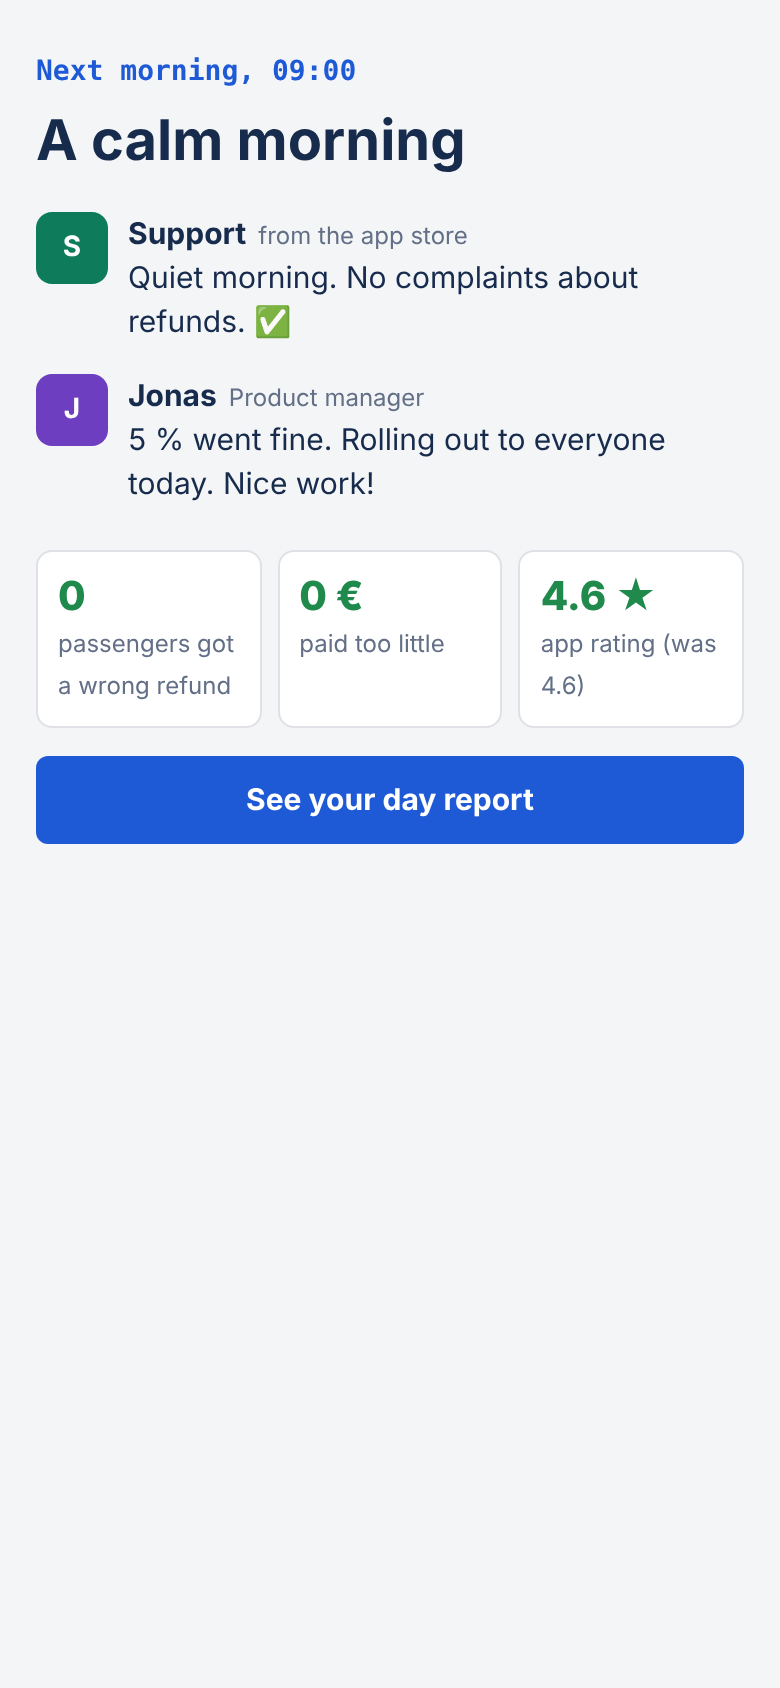 Next morning, 09:00
A calm morning
S
Support from the app store
Quiet morning. No complaints about
refunds. ✅
J
Jonas Product manager
5 % went fine. Rolling out to everyone
today. Nice work!
0
passengers got
a wrong refund
0 €
paid too little
4.6 ★
app rating (was
4.6)
See your day report